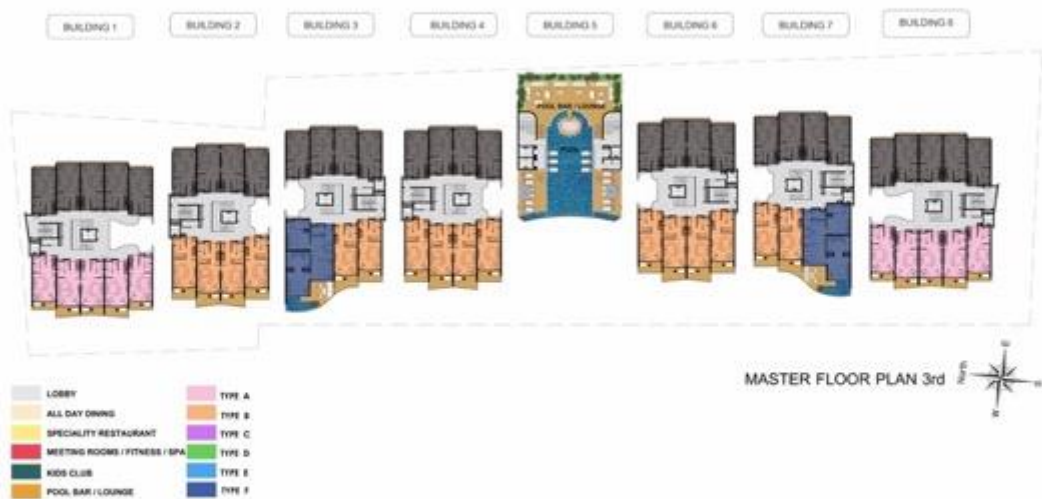 BUILDING 1
BUILDING 2
BUILDING 3
BUILDING 4
BUILDING 5
BUILDING 6
BUILDING 7
BUILDING 8
POOL BAR / LOUNGE
POOL
MASTER FLOOR PLAN 3rd
North
E
W
LOBBY
ALL DAY DINING
SPECIALITY RESTAURANT
MEETING ROOMS / FITNESS / SPA
KIDS CLUB
POOL BAR / LOUNGE
TYPE A
TYPE B
TYPE C
TYPE D
TYPE E
TYPE F